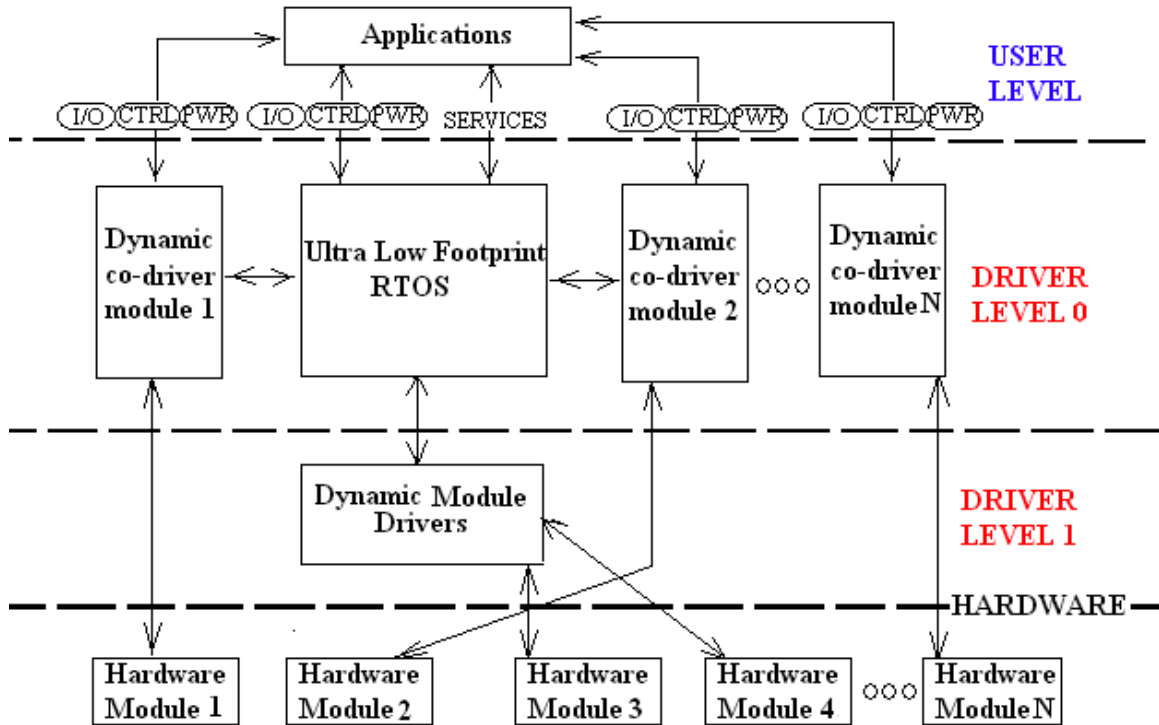 Applications
USER
LEVEL
I/O CTRL PWR
I/O CTRL PWR
SERVICES
I/O CTRL PWR
I/O CTRL PWR
Dynamic
co-driver
module 1
Ultra Low Footprint
RTOS
Dynamic
co-driver
module 2
Dynamic
co-driver
module N
DRIVER
LEVEL 0
Dynamic Module
Drivers
DRIVER
LEVEL 1
HARDWARE
Hardware
Module 1
Hardware
Module 2
Hardware
Module 3
Hardware
Module 4
Hardware
Module N